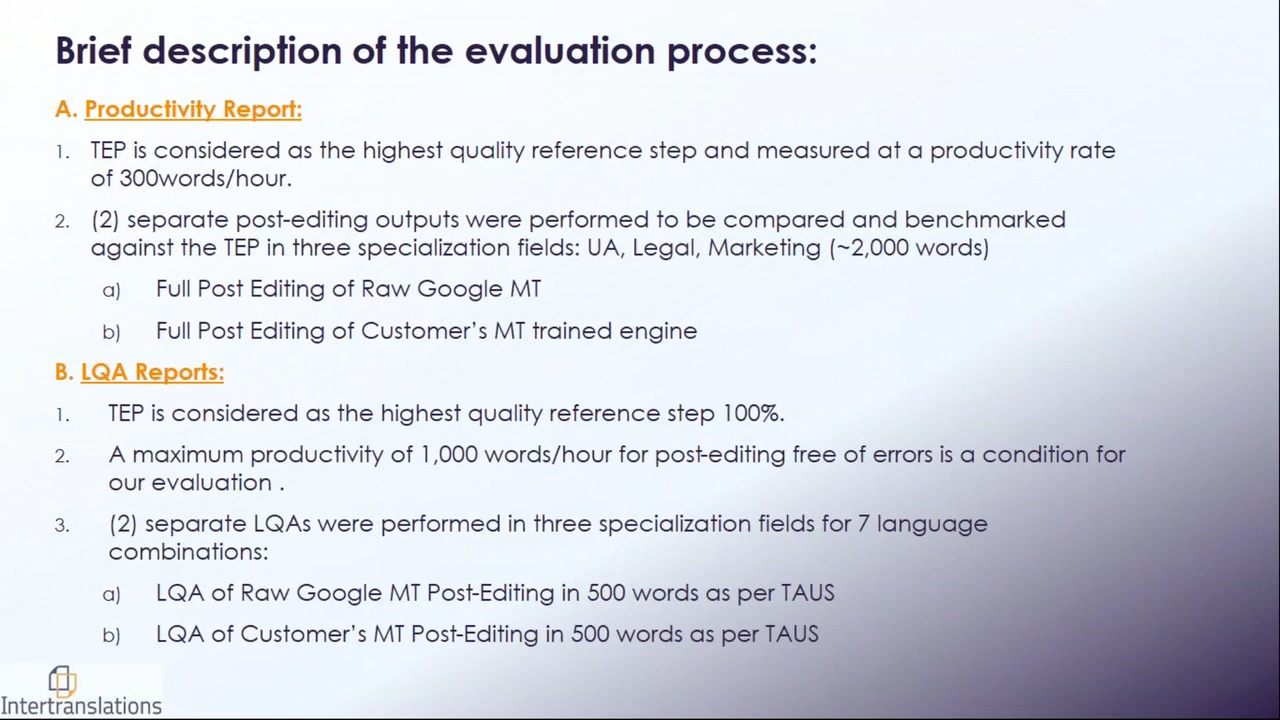 Brief description of the evaluation process:
A. Productivity Report:
1. TEP is considered as the highest quality reference step and measured at a productivity rate
of 300words/hour.
2. (2) separate post-editing outputs were performed to be compared and benchmarked
against the TEP in three specialization fields: UA, Legal, Marketing (~2,000 words)
a) Full Post Editing of Raw Google MT
b) Full Post Editing of Customer’s MT trained engine
B. LQA Reports:
1. TEP is considered as the highest quality reference step 100%.
2. A maximum productivity of 1,000 words/hour for post-editing free of errors is a condition for
our evaluation .
3. (2) separate LQAs were performed in three specialization fields for 7 language
combinations:
a) LQA of Raw Google MT Post-Editing in 500 words as per TAUS
b) LQA of Customer’s MT Post-Editing in 500 words as per TAUS
Intertranslations